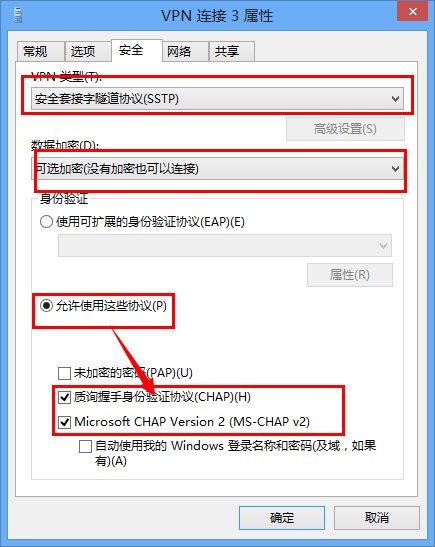 VPN 连接 3 属性
常规 选项 安全 网络 共享
VPN 类型(T):
安全套接字隧道协议(SSTP)
高级设置(S)
数据加密(D):
可选加密(没有加密也可以连接)
身份验证
使用可扩展的身份验证协议(EAP)(E)
属性(R)
允许使用这些协议(P)
未加密的密码(PAP)(U)
质询握手身份验证协议(CHAP)(H)
Microsoft CHAP Version 2 (MS-CHAP v2)
自动使用我的 Windows 登录名称和密码(及域，如果
有)(A)
确定 取消